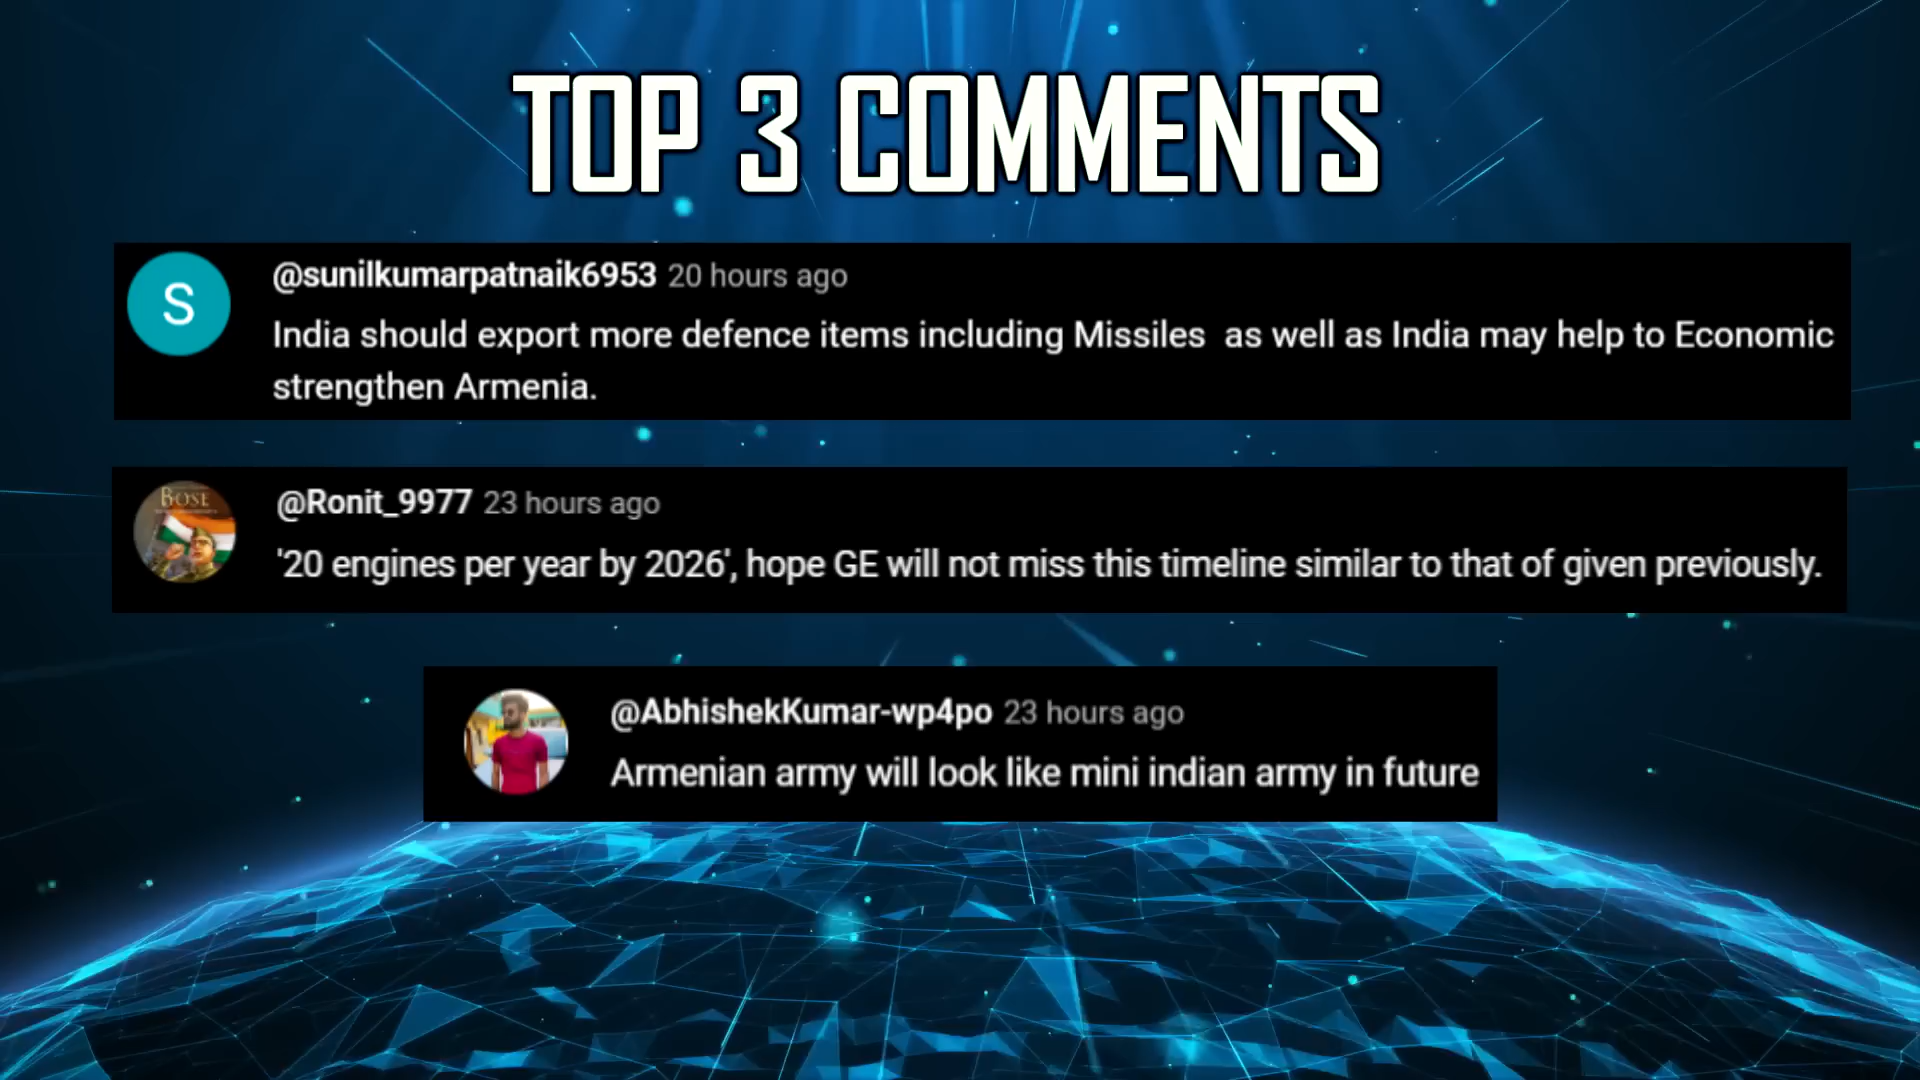 TOP 3 COMMENTS
S
@sunilkumarpatnaik6953 20 hours ago
India should export more defence items including Missiles  as well as India may help to Economic
strengthen Armenia.
BOSE
@Ronit_9977 23 hours ago
'20 engines per year by 2026', hope GE will not miss this timeline similar to that of given previously.
@AbhishekKumar-wp4po 23 hours ago
Armenian army will look like mini indian army in future